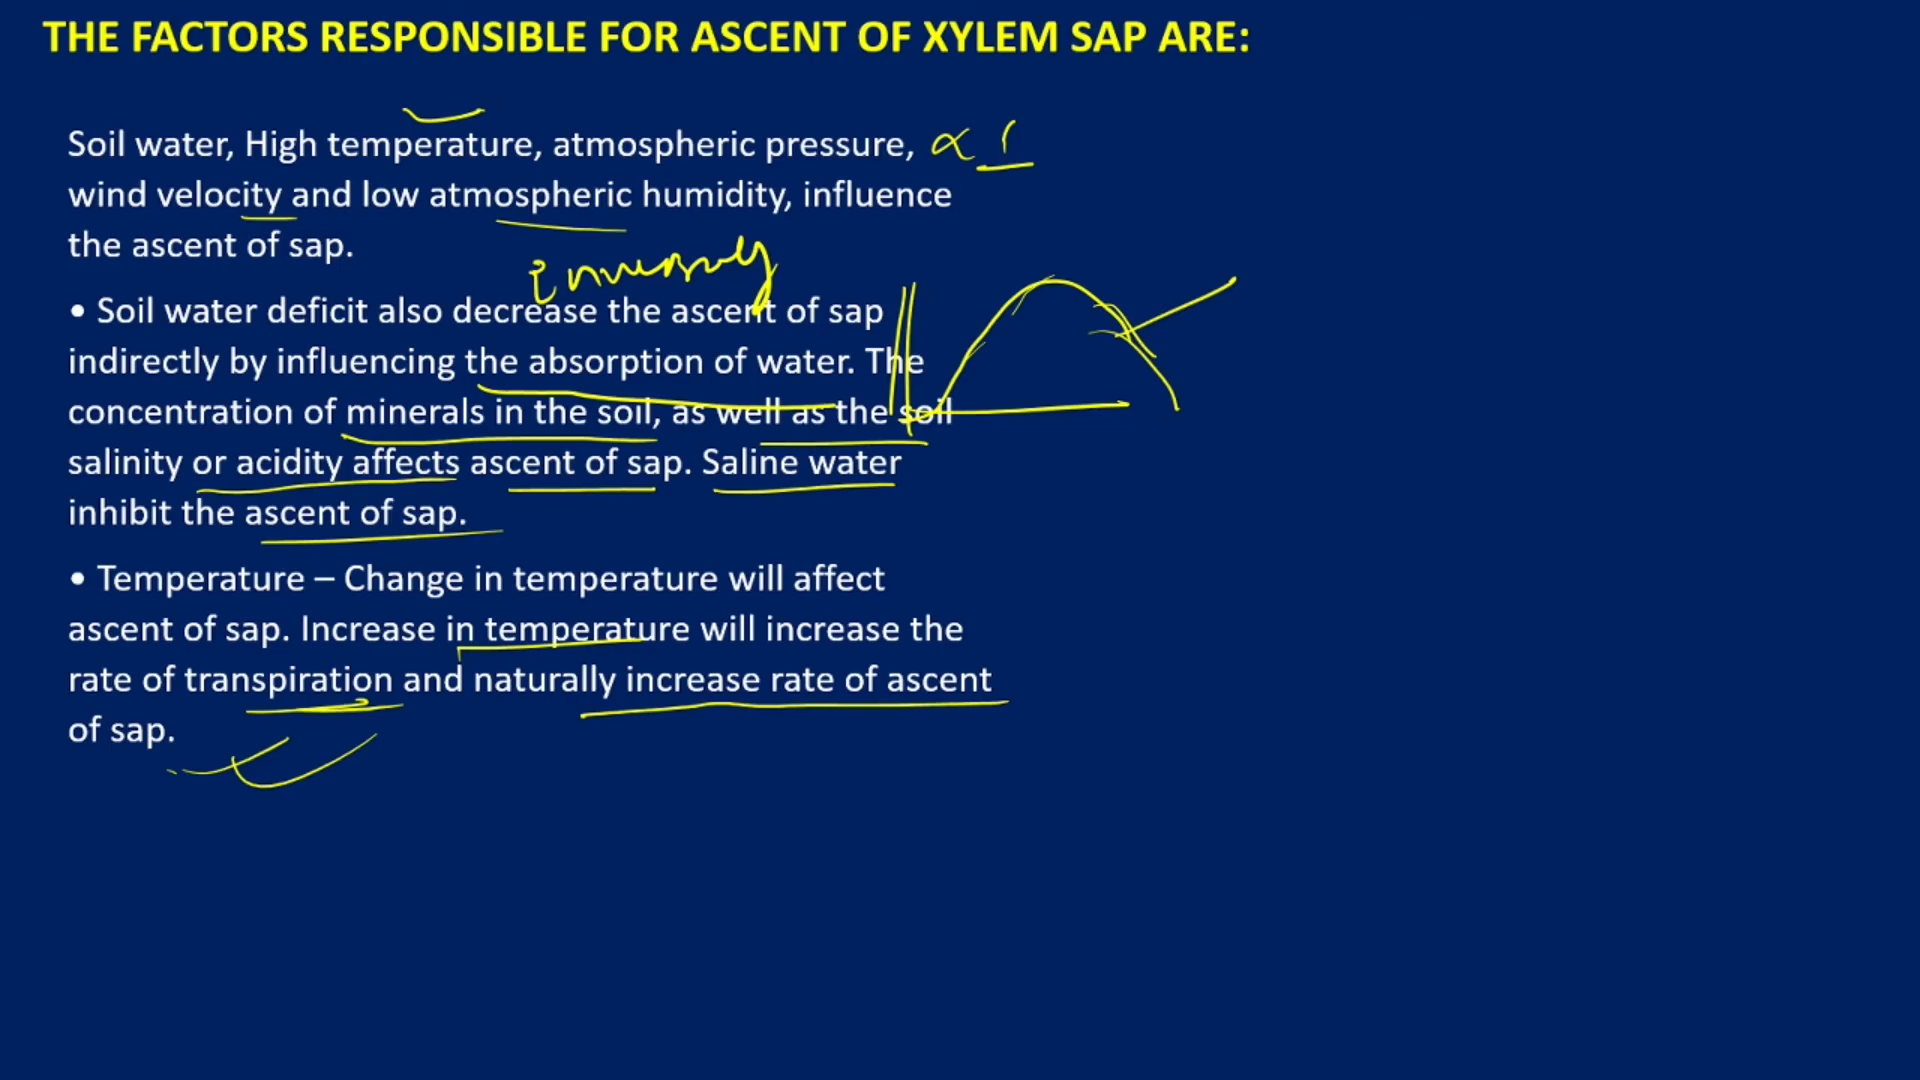 THE FACTORS RESPONSIBLE FOR ASCENT OF XYLEM SAP ARE:
Soil water, High temperature, atmospheric pressure, ∝ 1
wind velocity and low atmospheric humidity, influence
the ascent of sap.
• Soil water deficit also decrease the ascent of sap
indirectly by influencing the absorption of water. The
concentration of minerals in the soil, as well as the soil
salinity or acidity affects ascent of sap. Saline water
inhibit the ascent of sap.
• Temperature – Change in temperature will affect
ascent of sap. Increase in temperature will increase the
rate of transpiration and naturally increase rate of ascent
of sap.